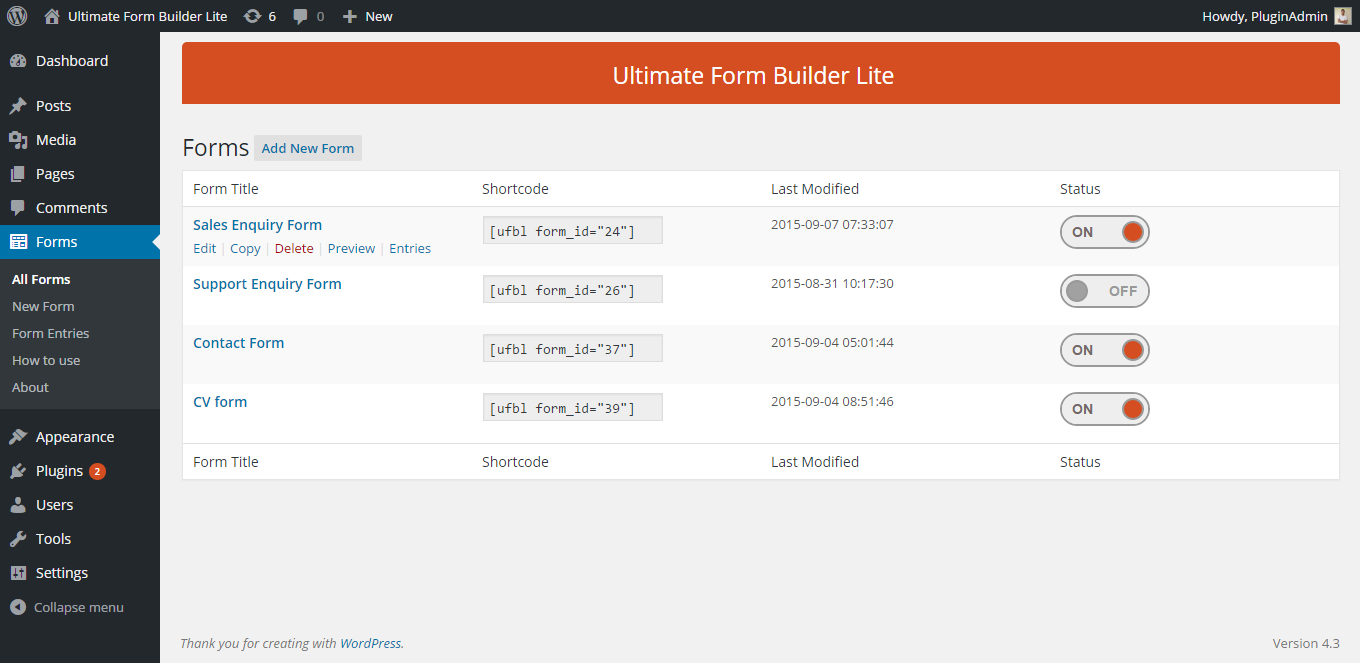 Ultimate Form Builder Lite 6 0 New Howdy, PluginAdmin
Dashboard
Posts
Media
Pages
Comments
Forms
All Forms
New Form
Form Entries
How to use
About
Appearance
Plugins 2
Users
Tools
Settings
Collapse menu
Ultimate Form Builder Lite
Forms Add New Form
Form Title Shortcode Last Modified Status
Sales Enquiry Form [ufbl form_id="24"] 2015-09-07 07:33:07 ON
Edit | Copy | Delete | Preview | Entries
Support Enquiry Form [ufbl form_id="26"] 2015-08-31 10:17:30 OFF
Contact Form [ufbl form_id="37"] 2015-09-04 05:01:44 ON
CV form [ufbl form_id="39"] 2015-09-04 08:51:46 ON
Form Title Shortcode Last Modified Status
Thank you for creating with WordPress. Version 4.3